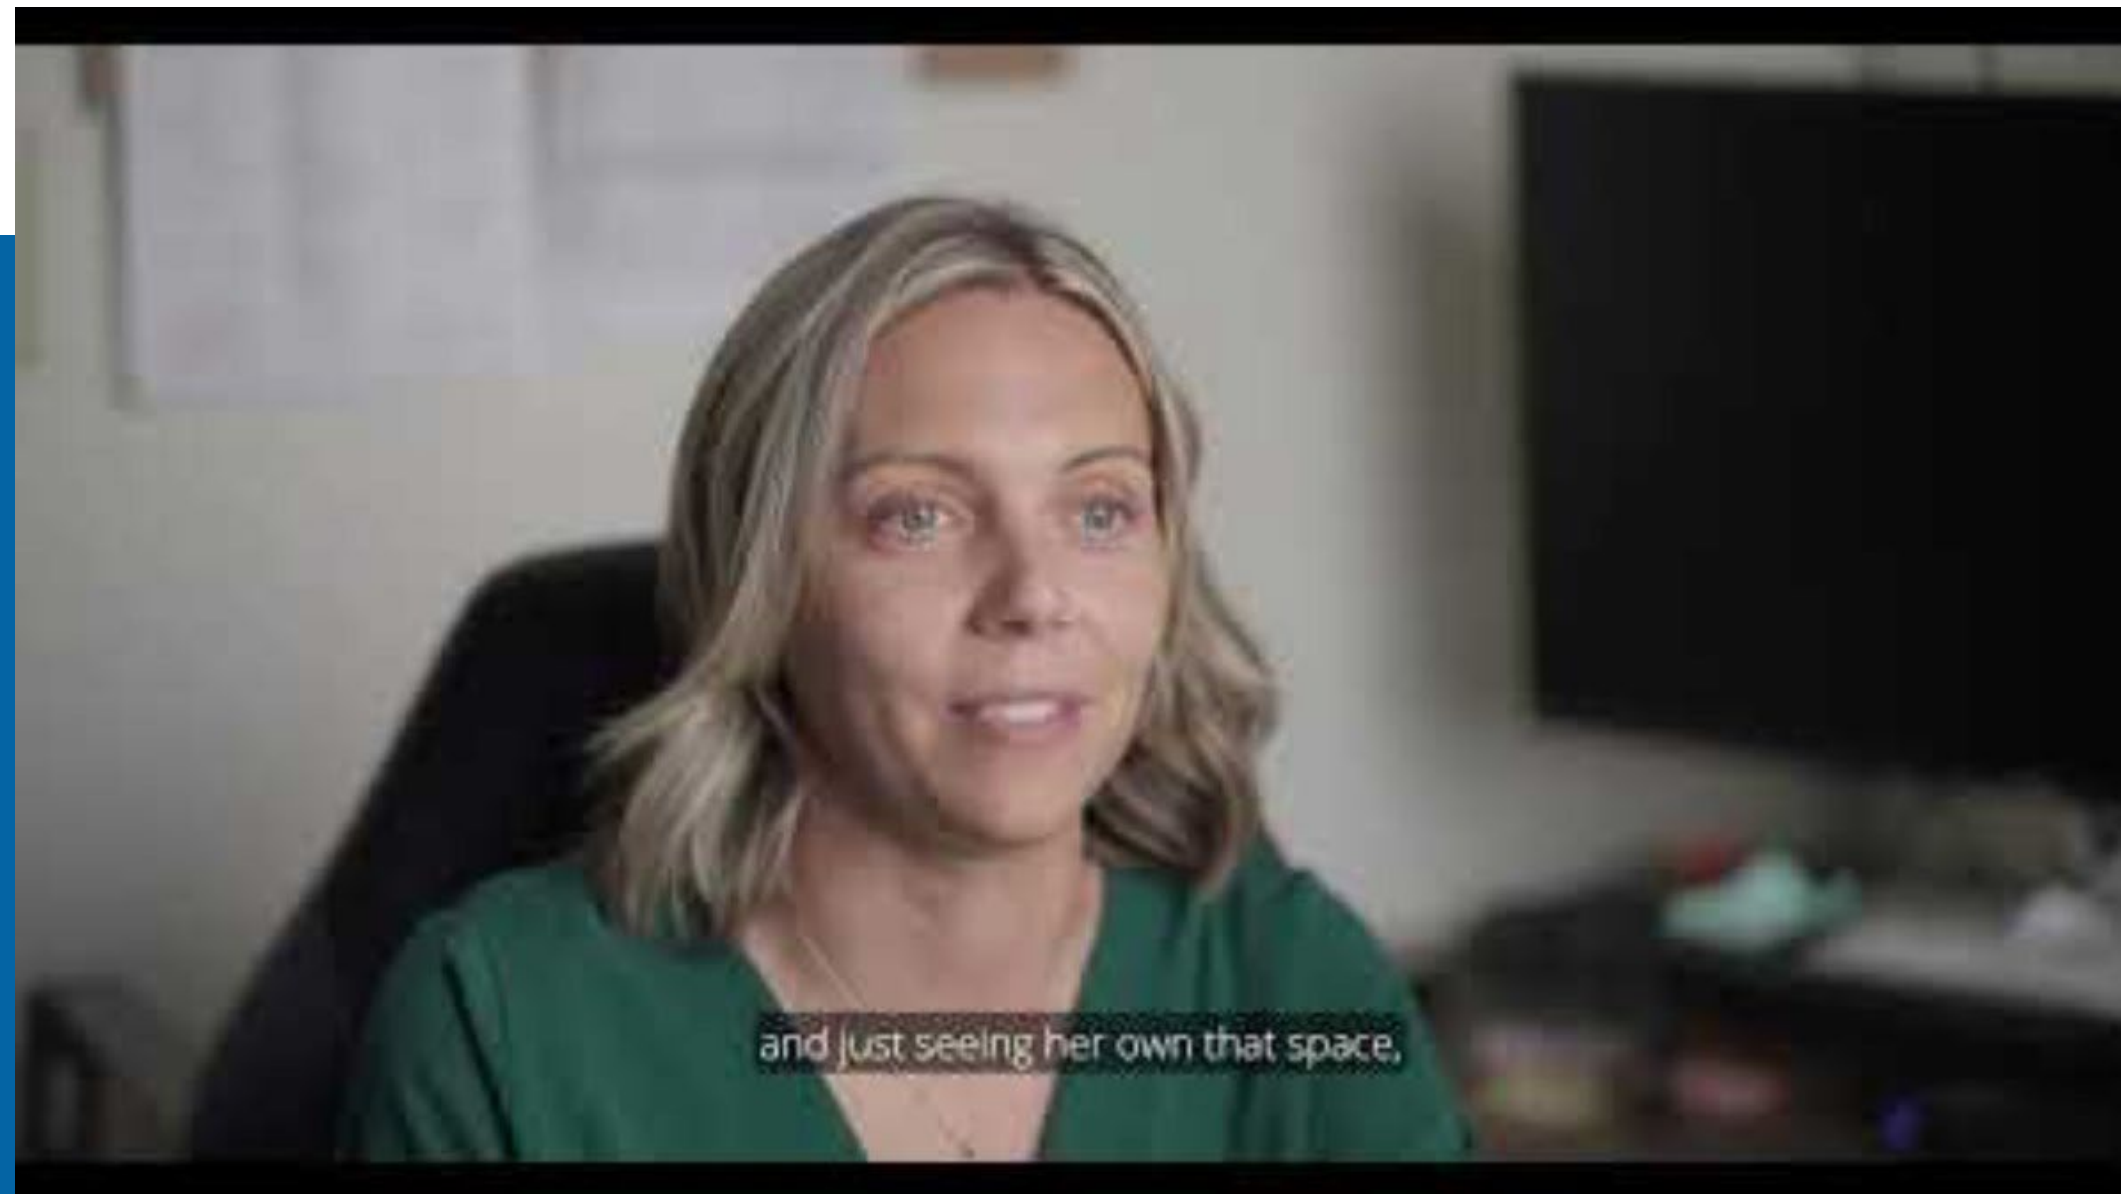 and just seeing her own that space,